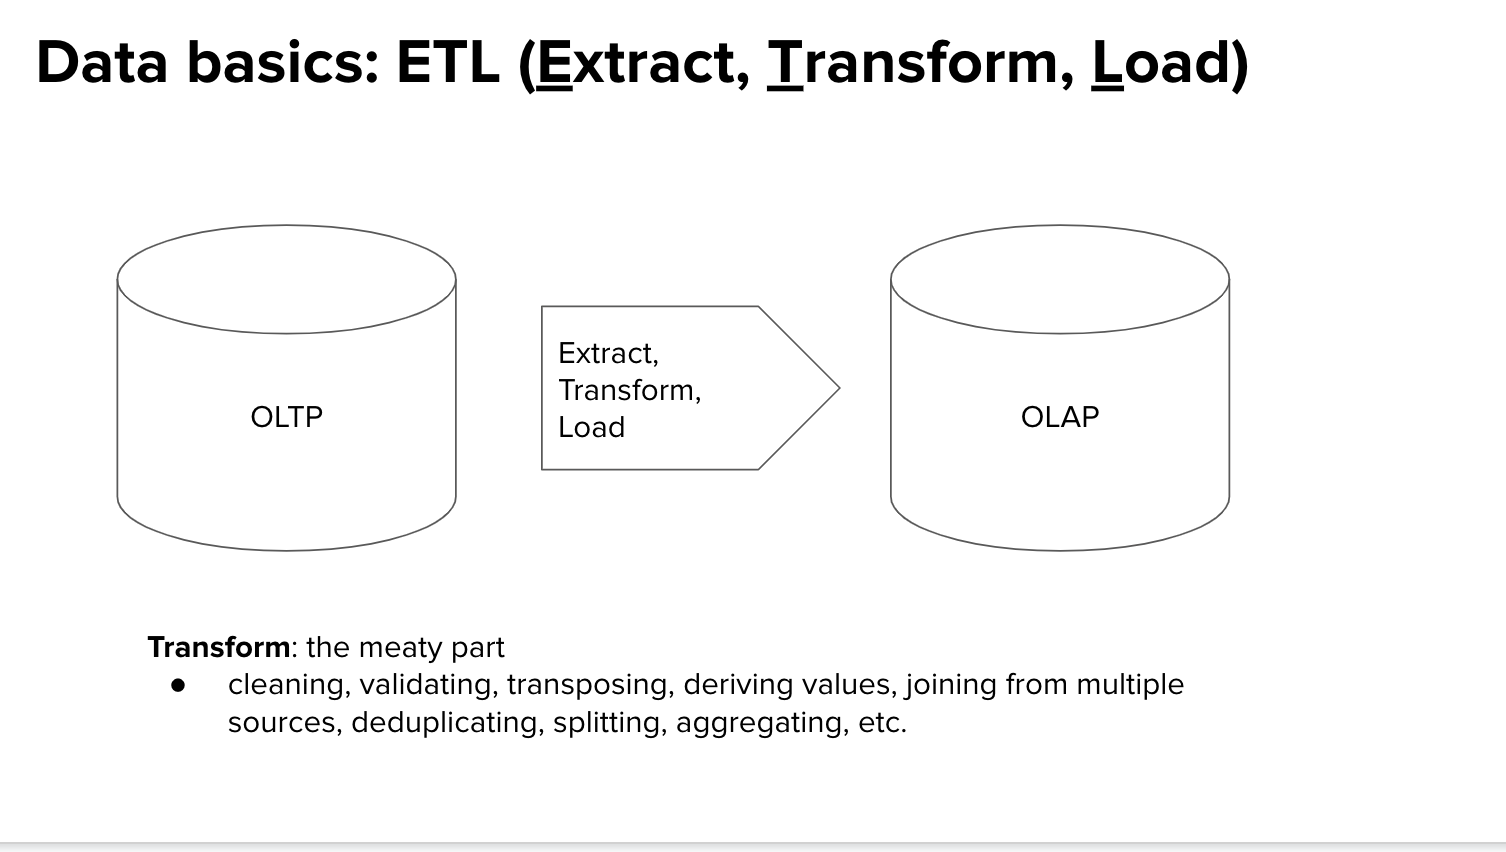 Data basics: ETL (Extract, Transform, Load)
OLTP
Extract,
Transform,
Load
OLAP
Transform: the meaty part
● cleaning, validating, transposing, deriving values, joining from multiple
sources, deduplicating, splitting, aggregating, etc.